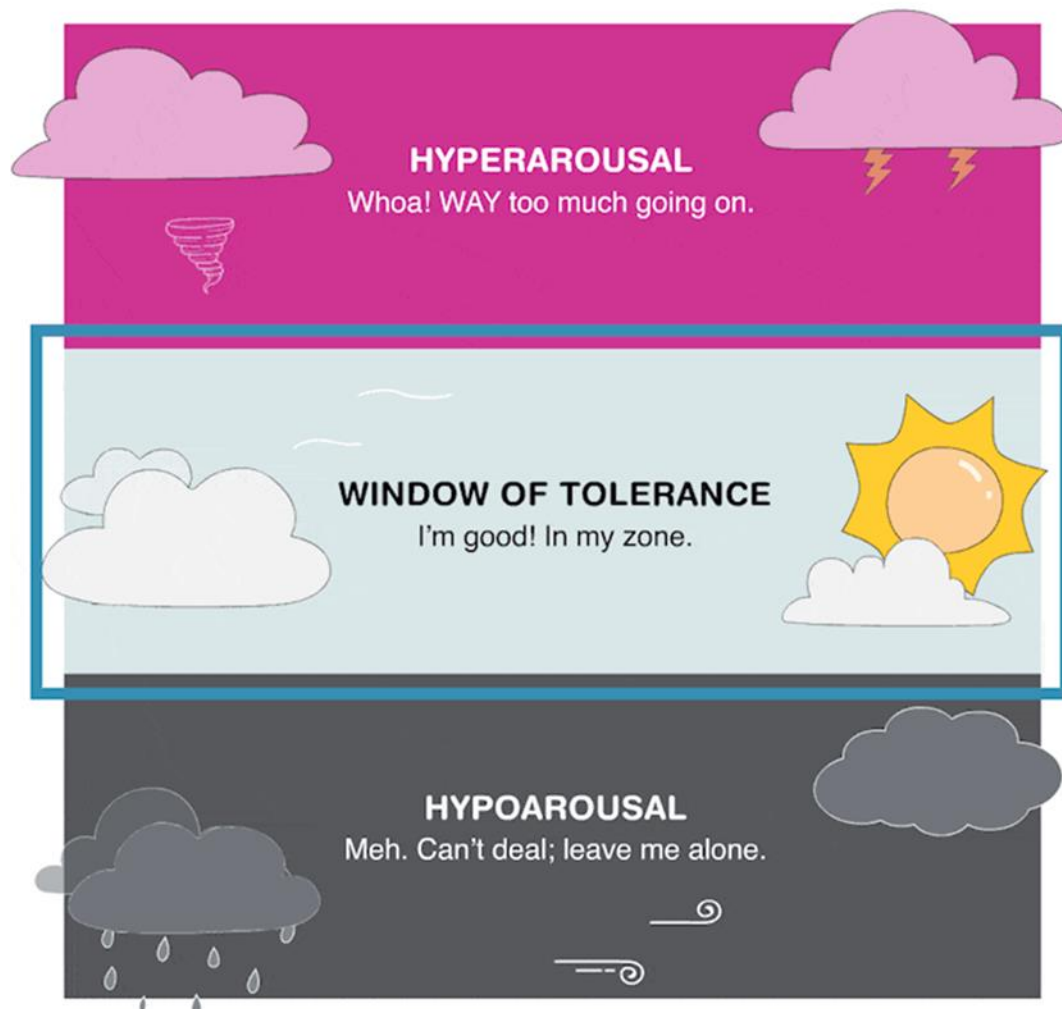 HYPERAROUSAL
Whoa! WAY too much going on.
WINDOW OF TOLERANCE
I'm good! In my zone.
HYPOAROUSAL
Meh. Can't deal; leave me alone.